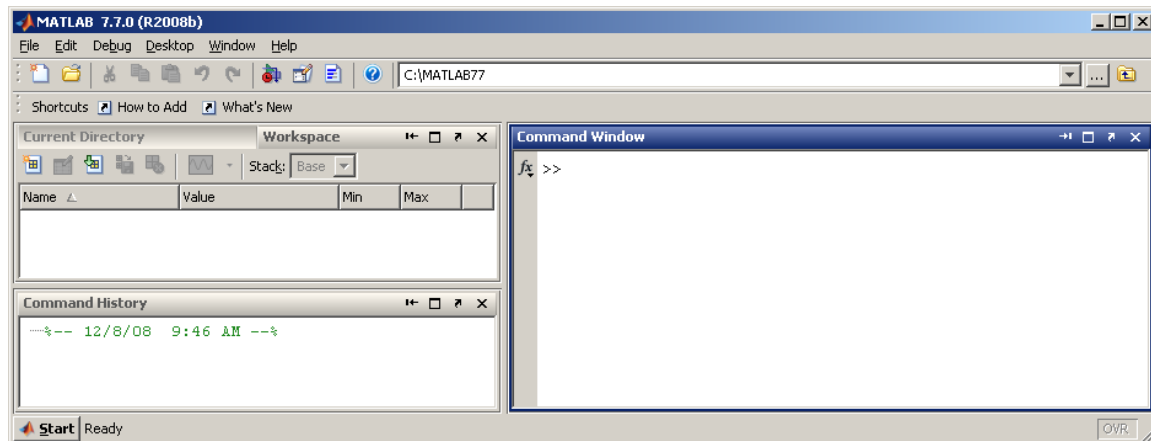 MATLAB 7.7.0 (R2008b)
File Edit Debug Desktop Window Help
C:\MATLAB77 ...
Shortcuts How to Add What's New
Current Directory Workspace
Stack: Base
Name Value Min Max
Command History
%-- 12/8/08 9:46 AM --%
Command Window
fx >>
Start Ready
OVR